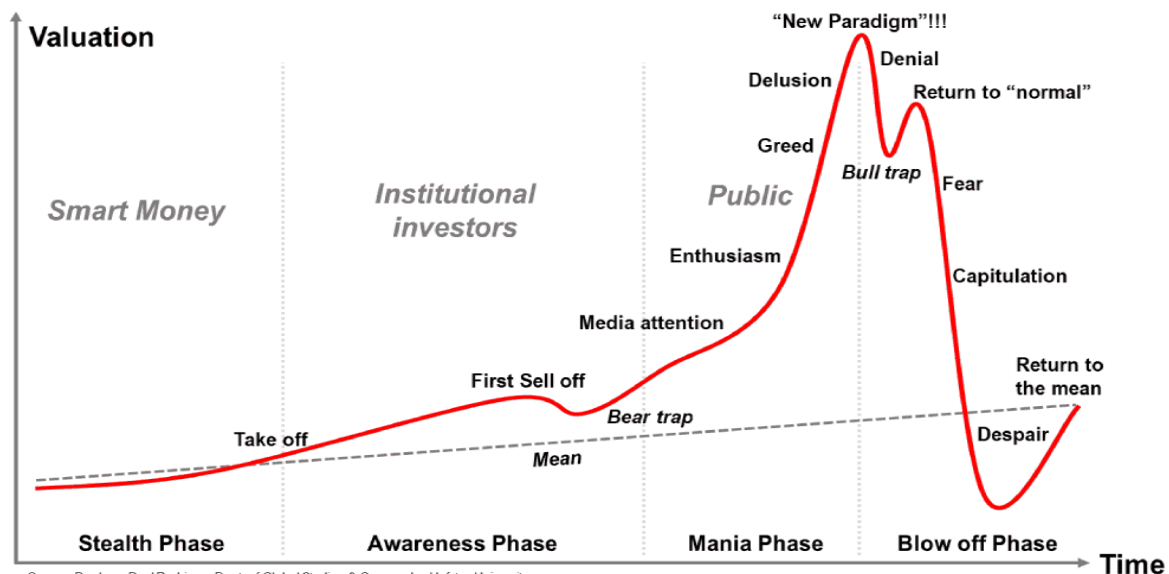 Valuation
"New Paradigm"!!!
Denial
Delusion
Return to "normal"
Greed
Bull trap
Fear
Smart Money
Institutional
investors
Public
Enthusiasm
Capitulation
Media attention
First Sell off
Bear trap
Return to
the mean
Take off
Mean
Despair
Stealth Phase
Awareness Phase
Mania Phase
Blow off Phase
Time